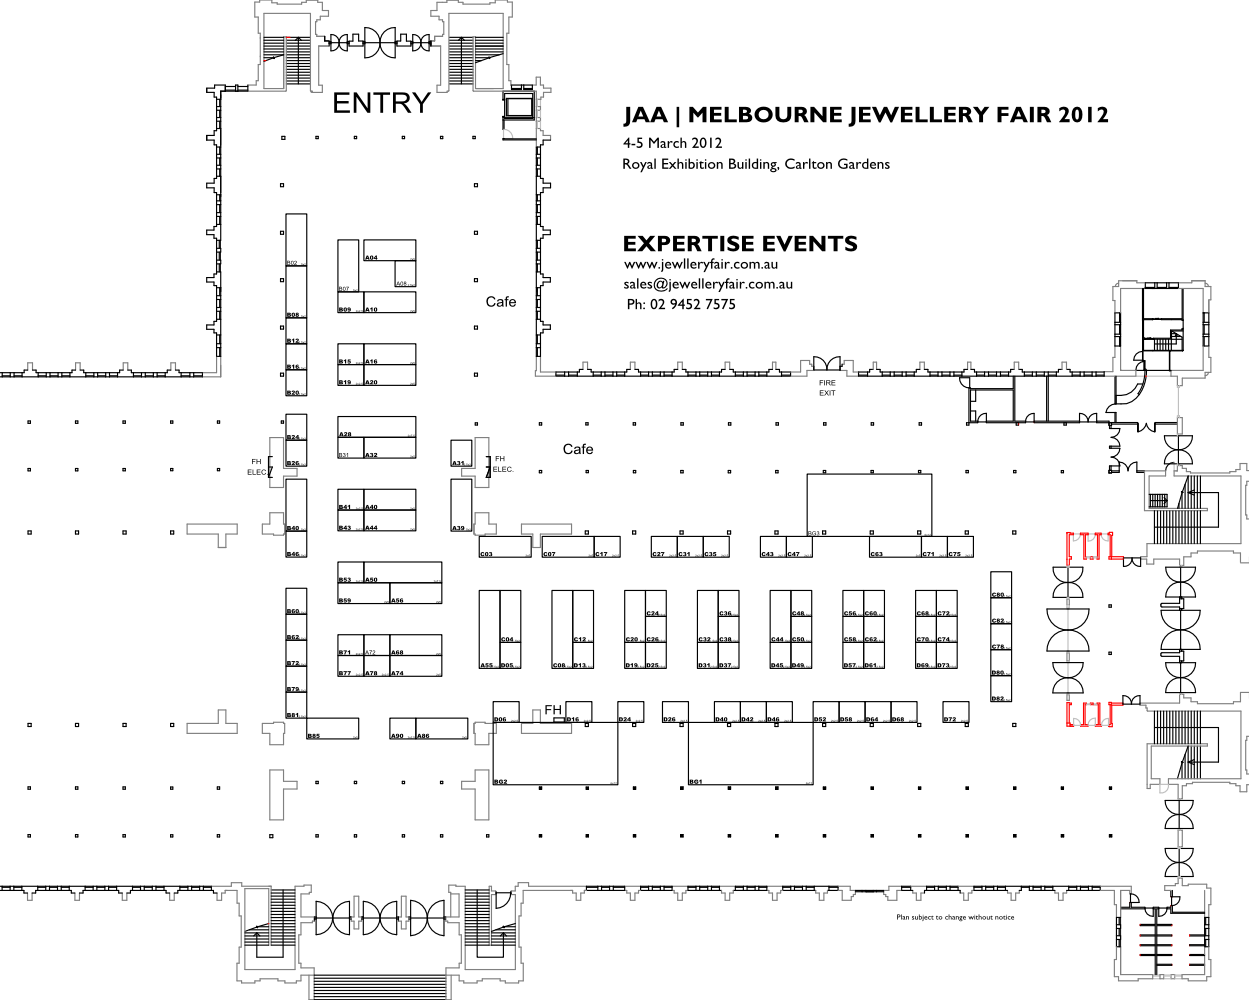 ENTRY
JAA | MELBOURNE JEWELLERY FAIR 2012
4-5 March 2012
Royal Exhibition Building, Carlton Gardens
EXPERTISE EVENTS
www.jewlleryfair.com.au
sales@jewelleryfair.com.au
Ph: 02 9452 7575
B02
A04
B07
A08
Cafe
B09 A10
B08
B12
B15 A16
B16
B19 A20
B20
FIRE
EXIT
A28
B24
B31 A32
B26
A31
Cafe
FH
ELEC.
FH
ELEC.
B41 A40
B40
B43 A44
A39
B46
BG3
C03 C07 C17 C27 C31 C35 C43 C47 C63 C71 C75
B53 A50
B59 A56
B60
C80
C24 C36 C48 C56 C60 C68 C72
C82
B62
C04 C12 C20 C26 C32 C38 C44 C50 C58 C62 C70 C74
C78
B71 A72 A68
B72
A55 D05 C08 D13 D19 D25 D31 D37 D45 D49 D57 D61 D69 D73
B77 A78 A74
D80
B79
D82
B81
FH
D06 D16 D24 D26 D40 D42 D46 D52 D58 D64 D68 D72
B85 A90 A86
BG2 BG1
Plan subject to change without notice